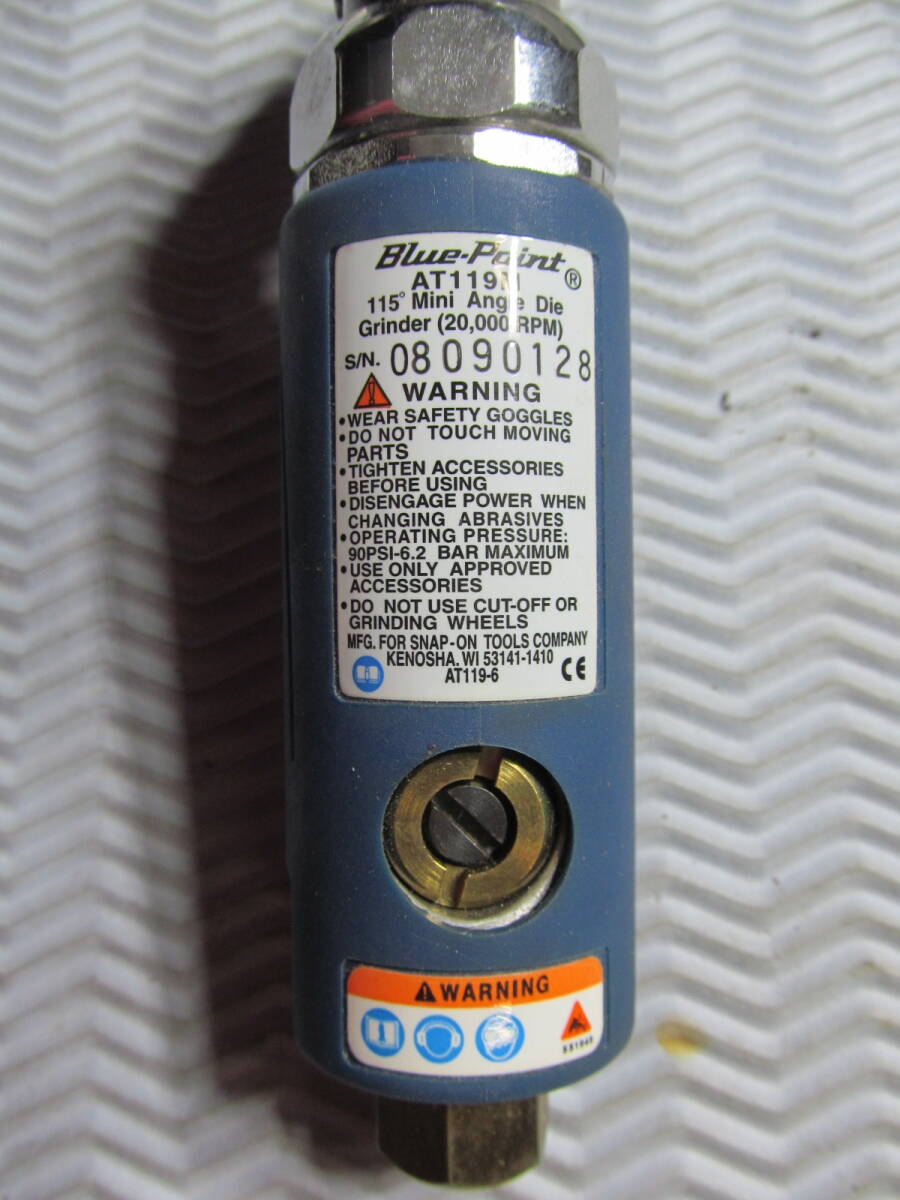 Blue-Point®
AT119M
115° Mini Angle Die
Grinder (20,000 RPM)
S/N. 08090128
WARNING
•WEAR SAFETY GOGGLES
•DO NOT TOUCH MOVING
PARTS
•TIGHTEN ACCESSORIES
BEFORE USING
•DISENGAGE POWER WHEN
CHANGING ABRASIVES
•OPERATING PRESSURE:
90PSI-6.2 BAR MAXIMUM
•USE ONLY APPROVED
ACCESSORIES
•DO NOT USE CUT-OFF OR
GRINDING WHEELS
MFG. FOR SNAP-ON TOOLS COMPANY
KENOSHA, WI 53141-1410
AT119-6 CE
WARNING